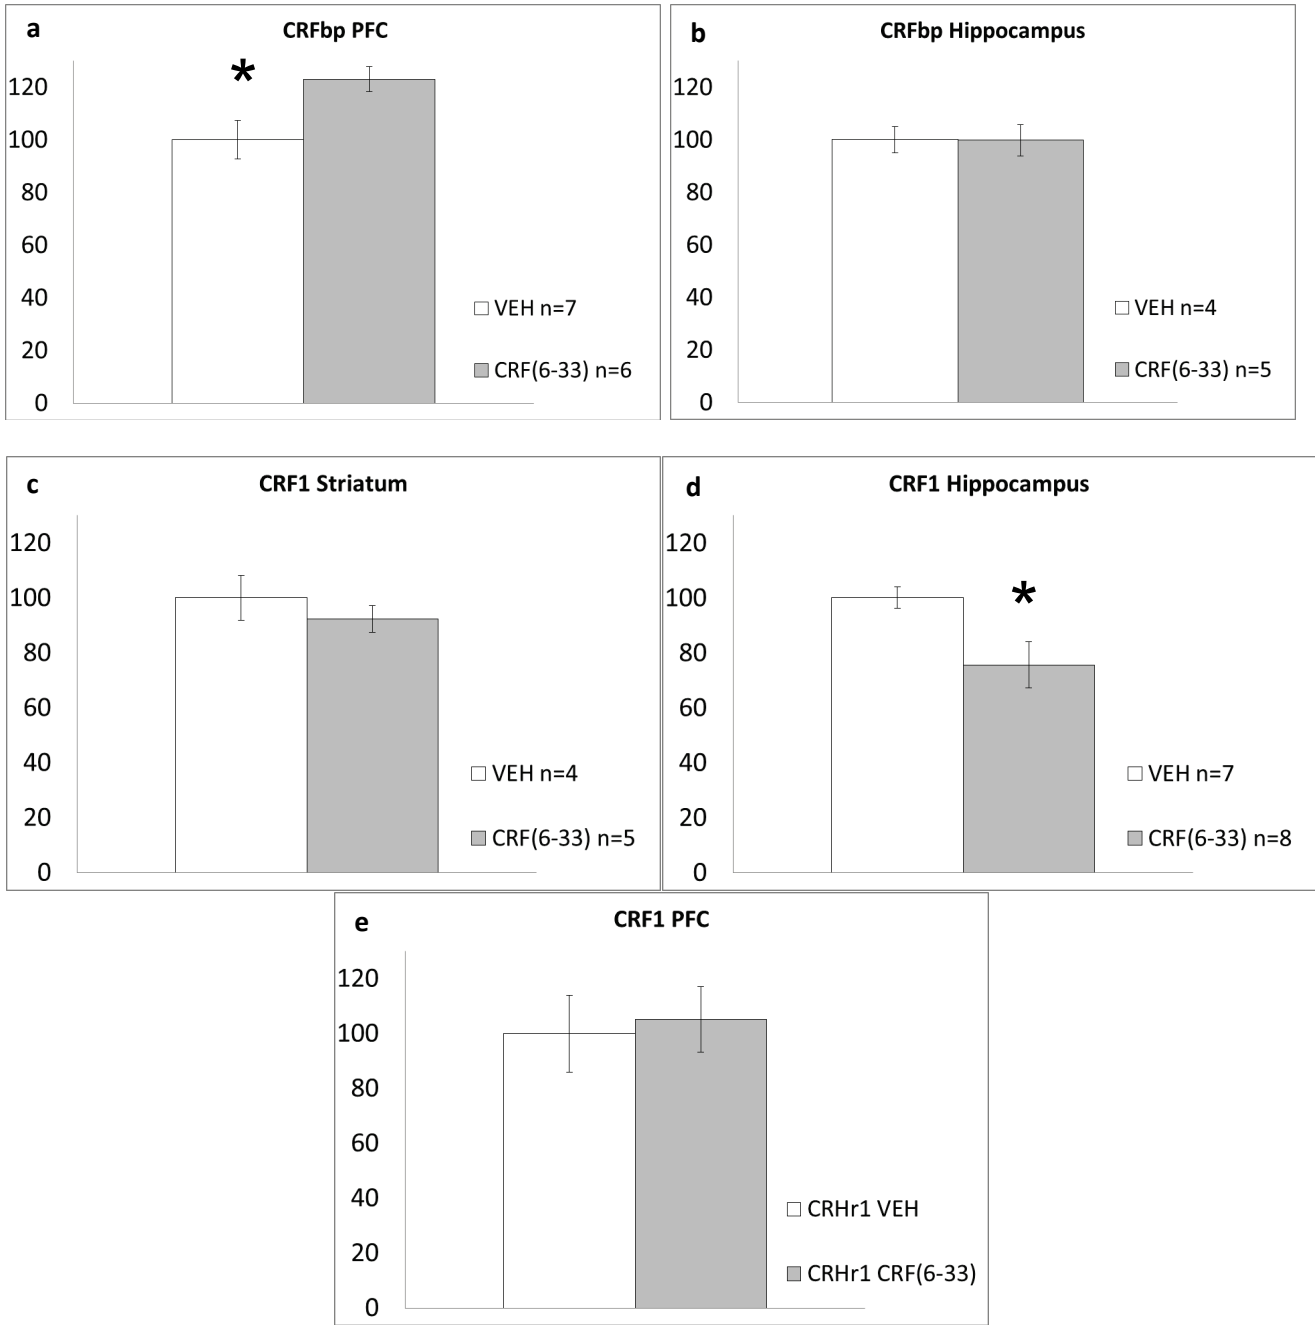 a
CRFbp PFC
*
120
100
80
60
40
20
0
VEH n=7
CRF(6-33) n=6
b
CRFbp Hippocampus
120
100
80
60
40
20
0
VEH n=4
CRF(6-33) n=5
c
CRF1 Striatum
120
100
80
60
40
20
0
VEH n=4
CRF(6-33) n=5
d
CRF1 Hippocampus
*
120
100
80
60
40
20
0
VEH n=7
CRF(6-33) n=8
e
CRF1 PFC
120
100
80
60
40
20
0
CRHr1 VEH
CRHr1 CRF(6-33)